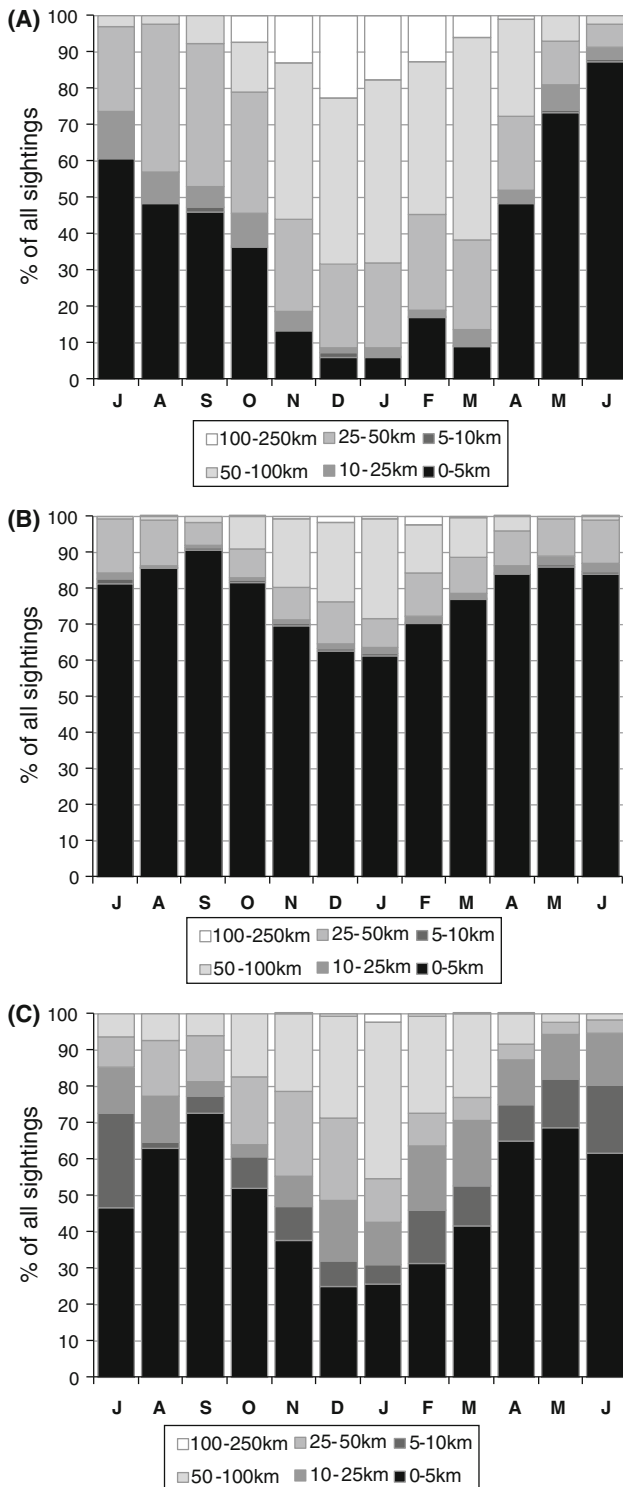 (A)
% of all sightings
100
90
80
70
60
50
40
30
20
10
0
J A S O N D J F M A M J
100-250km 25-50km 5-10km
50-100km 10-25km 0-5km
(B)
% of all sightings
100
90
80
70
60
50
40
30
20
10
0
J A S O N D J F M A M J
100-250km 25-50km 5-10km
50-100km 10-25km 0-5km
(C)
% of all sightings
100
90
80
70
60
50
40
30
20
10
0
J A S O N D J F M A M J
100-250km 25-50km 5-10km
50-100km 10-25km 0-5km